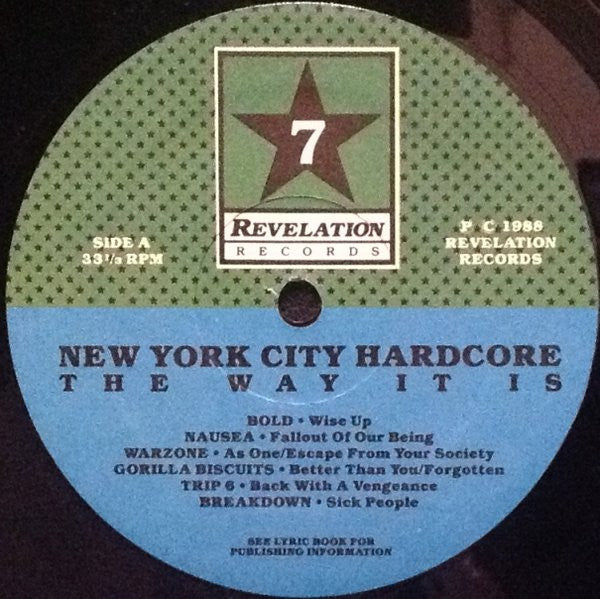 7
REVELATION
RECORDS
SIDE A
33 1/3 RPM
P C 1988
REVELATION
RECORDS
NEW YORK CITY HARDCORE
THE WAY IT IS
BOLD • Wise Up
NAUSEA • Fallout Of Our Being
WARZONE • As One/Escape From Your Society
GORILLA BISCUITS • Better Than You/Forgotten
TRIP 6 • Back With A Vengeance
BREAKDOWN • Sick People
SEE LYRIC BOOK FOR
PUBLISHING INFORMATION